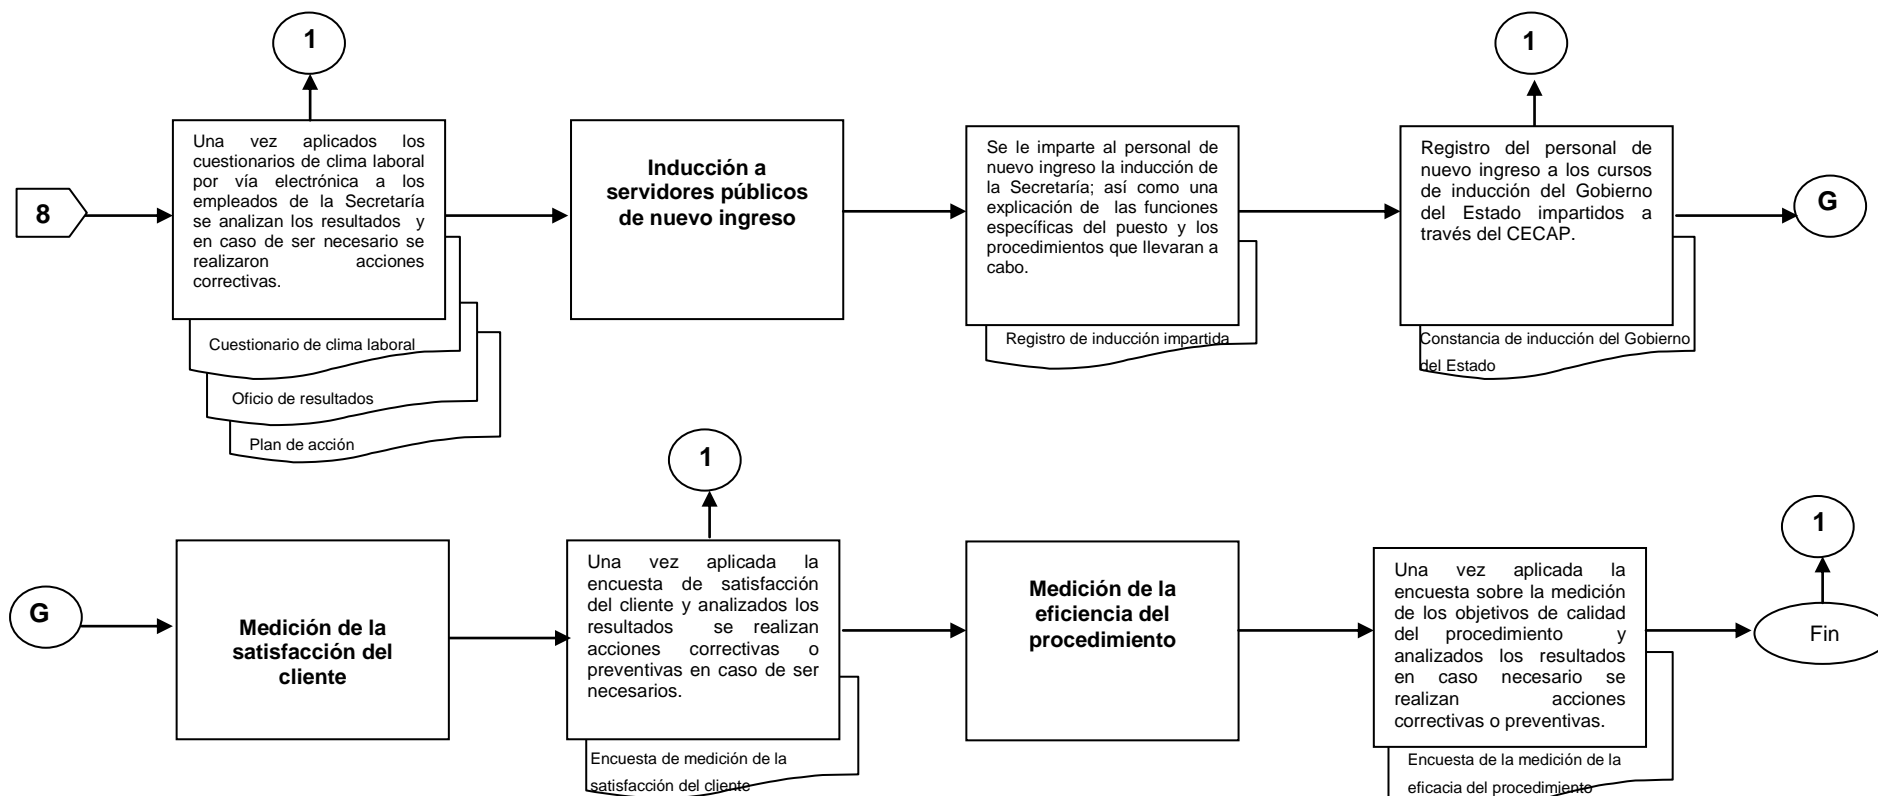 1
1
8
Una vez aplicados los
cuestionarios de clima laboral
por vía electrónica a los
empleados de la Secretaría
se analizan los resultados y
en caso de ser necesario se
realizaron acciones
correctivas.
Cuestionario de clima laboral
Oficio de resultados
Plan de acción
Inducción a
servidores públicos
de nuevo ingreso
Se le imparte al personal de
nuevo ingreso la inducción de
la Secretaría; así como una
explicación de las funciones
específicas del puesto y los
procedimientos que llevaran a
cabo.
Registro de inducción impartida
Registro del personal de
nuevo ingreso a los cursos
de inducción del Gobierno
del Estado impartidos a
través del CECAP.
Constancia de inducción del Gobierno
del Estado
G
1
1
G
Medición de la
satisfacción del
cliente
Una vez aplicada la
encuesta de satisfacción
del cliente y analizados los
resultados se realizan
acciones correctivas o
preventivas en caso de ser
necesarios.
Encuesta de medición de la
satisfacción del cliente
Medición de la
eficiencia del
procedimiento
Una vez aplicada la
encuesta sobre la medición
de los objetivos de calidad
del procedimiento y
analizados los resultados
en caso necesario se
realizan acciones
correctivas o preventivas.
Encuesta de la medición de la
eficacia del procedimiento
Fin